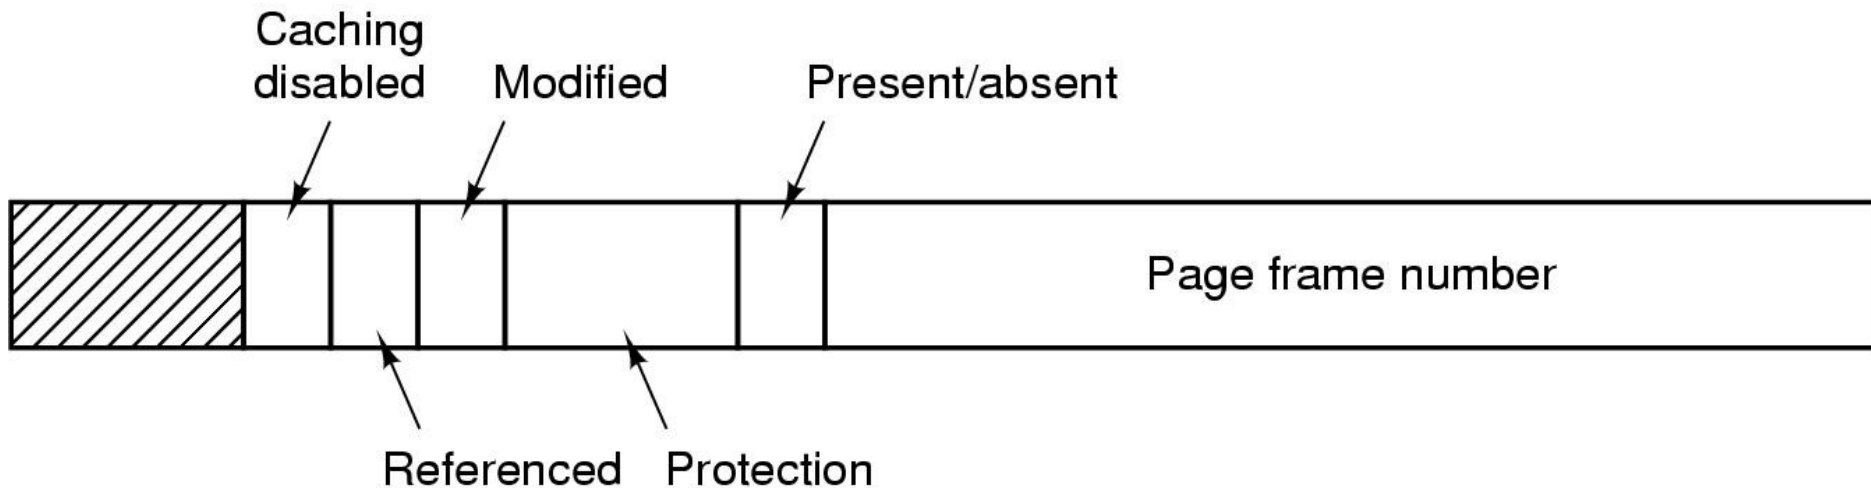 Caching
disabled
Modified
Present/absent
Page frame number
Referenced
Protection